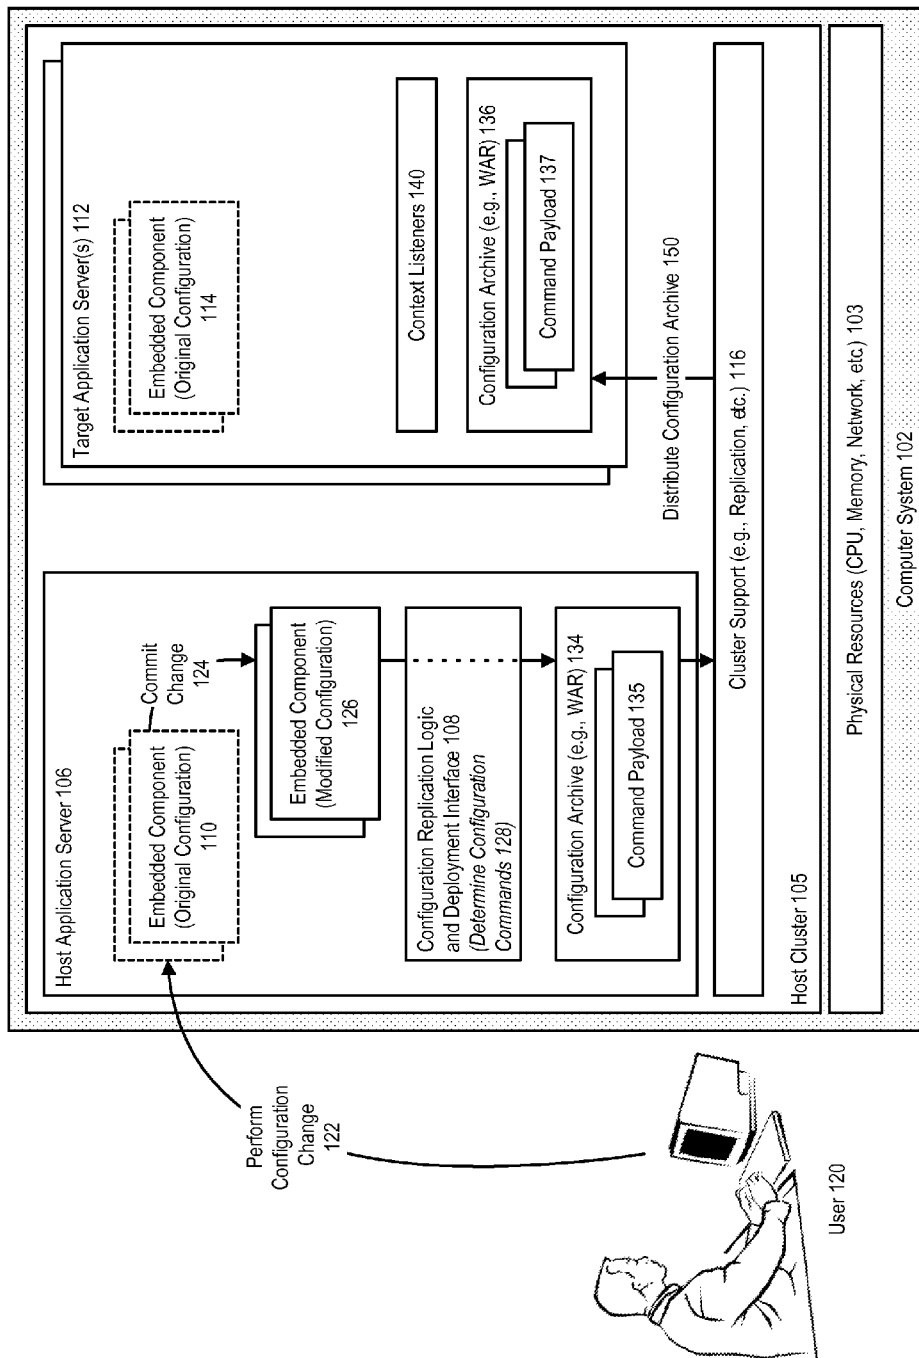 Host Application Server 106
Embedded Component
(Original Configuration)
110
Commit
Change
124
Embedded Component
(Modified Configuration)
126
Configuration Replication Logic
and Deployment Interface 108
(Determine Configuration
Commands 128)
Configuration Archive (e.g., WAR) 134
Command Payload 135
Target Application Server(s) 112
Embedded Component
(Original Configuration)
114
Context Listeners 140
Configuration Archive (e.g., WAR) 136
Command Payload 137
Distribute Configuration Archive 150
Cluster Support (e.g., Replication, etc.) 116
Host Cluster 105
Physical Resources (CPU, Memory, Network, etc.) 103
Computer System 102
Perform
Configuration
Change
122
User 120